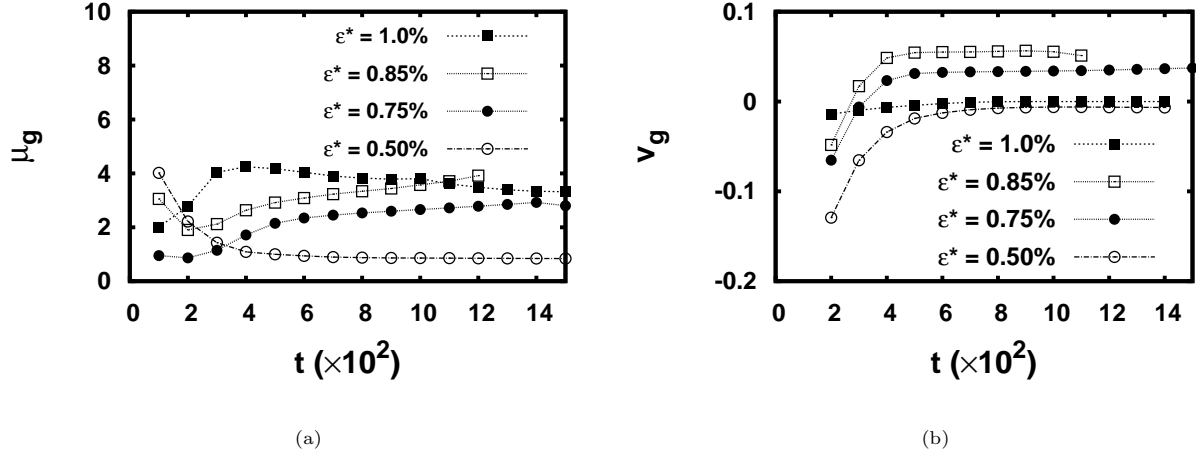 10
8
6
4
2
0
μg
0 2 4 6 8 10 12 14
t (×10²)
ε* = 1.0%
ε* = 0.85%
ε* = 0.75%
ε* = 0.50%
(a)
0.1
0
-0.1
-0.2
vg
0 2 4 6 8 10 12 14
t (×10²)
ε* = 1.0%
ε* = 0.85%
ε* = 0.75%
ε* = 0.50%
(b)